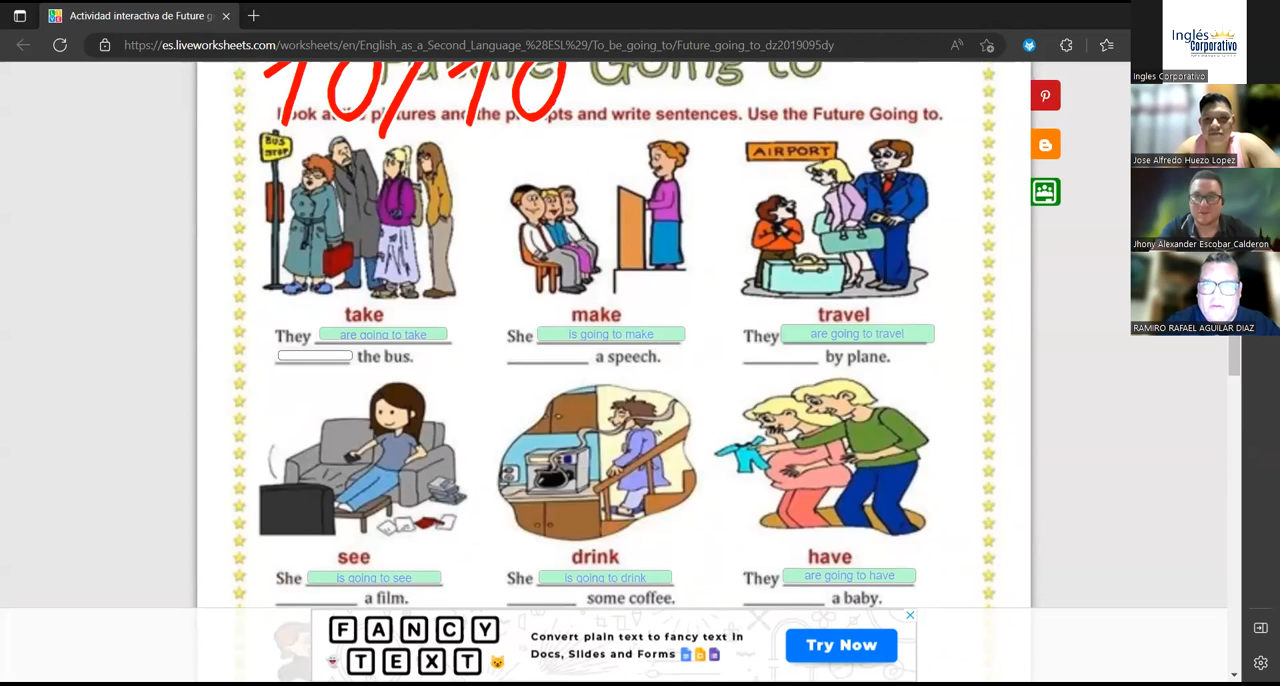 Actividad interactiva de Future g
https://es.liveworksheets.com/worksheets/en/English_as_a_Second_Language_%28ESL%29/To_be_going_to/Future_going_to_dz2019095dy
10/10
Going to
Look at the pictures and the prompts and write sentences. Use the Future Going to.
BUS STOP
AIRPORT
take make travel
They are going to take She is going to make They are going to travel
the bus. a speech. by plane.
see drink have
She is going to see She is going to drink They are going to have
a film. some coffee. a baby.
FANCY
TEXT
Convert plain text to fancy text in
Docs, Slides and Forms
Try Now
Inglés
Corporativo
Ingles Corporativo
Jose Alfredo Huezo Lopez
Jhony Alexander Escobar Calderon
RAMIRO RAFAEL AGUILAR DIAZ